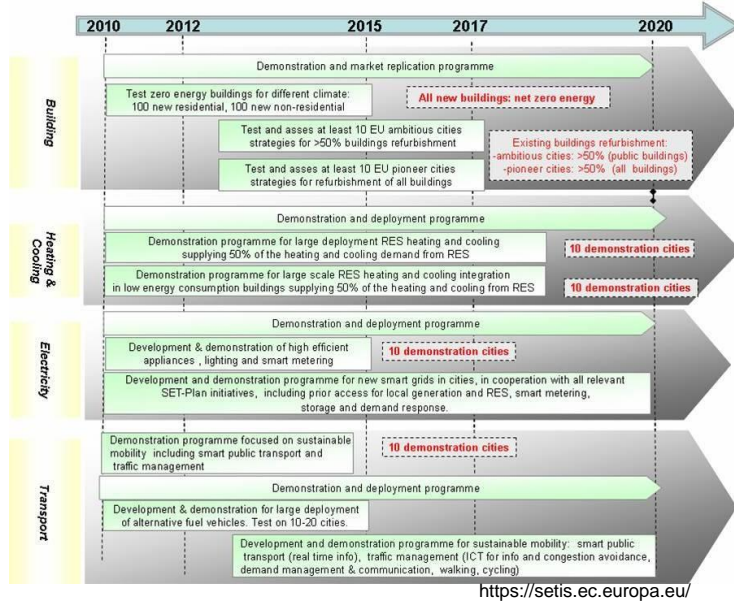 2010 2012 2015 2017 2020
Building
Demonstration and market replication programme
Test zero energy buildings for different climate:
100 new residential, 100 new non-residential
All new buildings: net zero energy
Test and asses at least 10 EU ambitious cities
strategies for >50% buildings refurbishment
Existing buildings refurbishment:
-ambitious cities: >50% (public buildings)
-pioneer cities: >50% (all buildings)
Test and asses at least 10 EU pioneer cities
strategies for refurbishment of all buildings
Heating &
Cooling
Demonstration and deployment programme
Demonstration programme for large deployment RES heating and cooling
supplying 50% of the heating and cooling demand from RES
10 demonstration cities
Demonstration programme for large scale RES heating and cooling integration
in low energy consumption buildings supplying 50% of the heating and cooling from RES
10 demonstration cities
Electricity
Demonstration and deployment programme
Development & demonstration of high efficient
appliances , lighting and smart metering
10 demonstration cities
Development and demonstration programme for new smart grids in cities, in cooperation with all relevant
SET-Plan initiatives, including prior access for local generation and RES, smart metering,
storage and demand response.
Transport
Demonstration programme focused on sustainable
mobility including smart public transport and
traffic management
10 demonstration cities
Demonstration and deployment programme
Development & demonstration for large deployment
of alternative fuel vehicles. Test on 10-20 cities.
Development and demonstration programme for sustainable mobility: smart public
transport (real time info), traffic management (ICT for info and congestion avoidance,
demand management & communication, walking, cycling)
https://setis.ec.europa.eu/